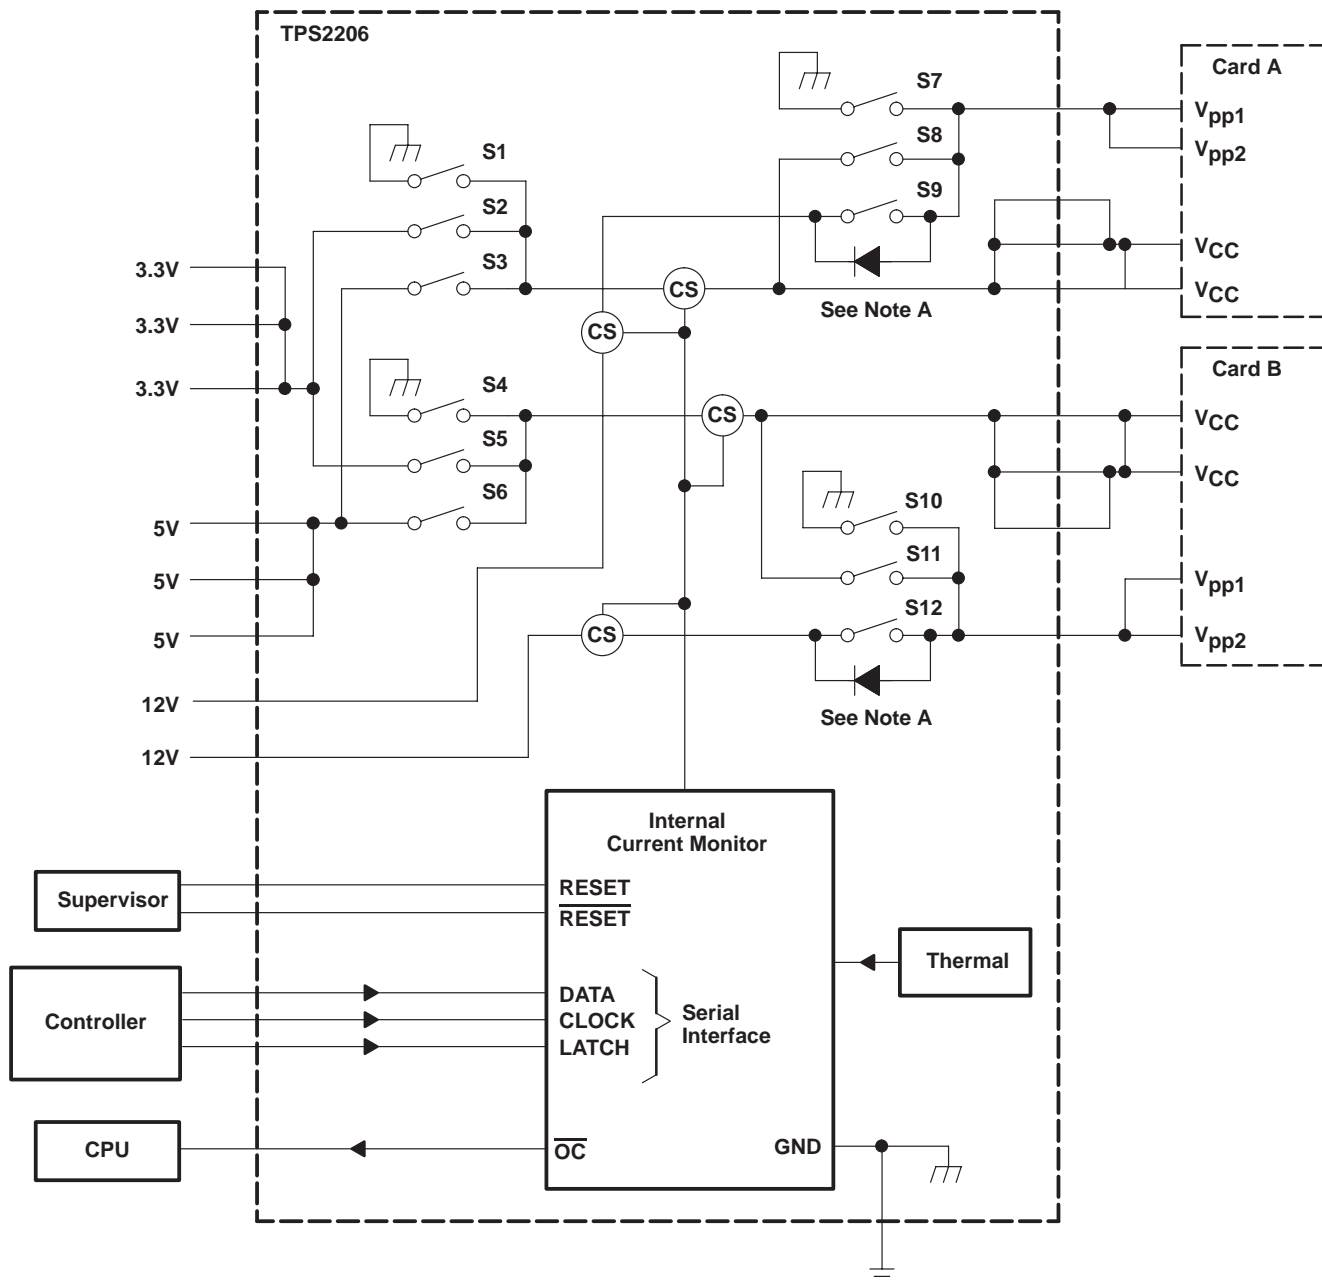 TPS2206
Card A
S7
Vpp1
S8
Vpp2
S1
S9
S2
VCC
S3
3.3V
CS
VCC
See Note A
3.3V
CS
Card B
S4
3.3V
CS
VCC
S5
VCC
S6
S10
5V
S11
5V
Vpp1
S12
5V
CS
Vpp2
12V
See Note A
12V
Internal
Current Monitor
Supervisor
RESET
RESET
Thermal
DATA
Controller
CLOCK
Serial
Interface
LATCH
CPU
OC
GND